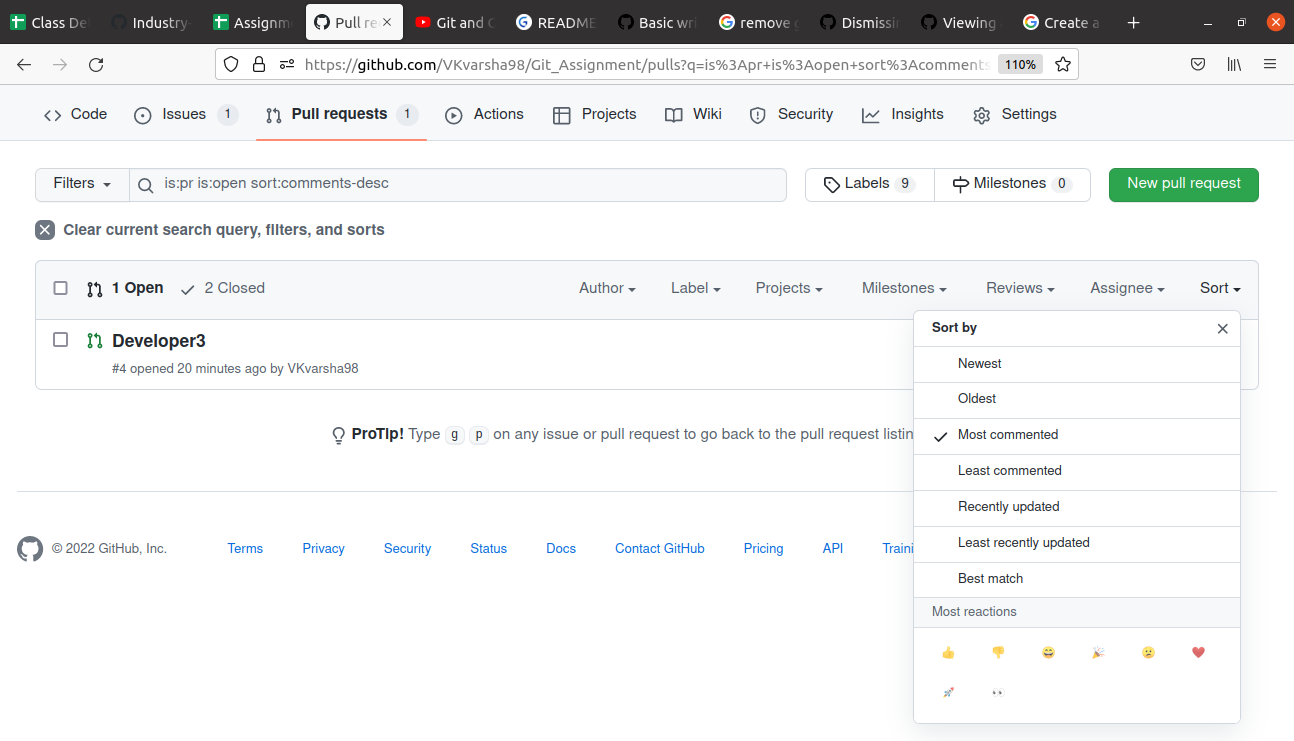 Class De
Industry-
Assignm
Pull re
Git and
README
Basic wri
remove
Dismissin
Viewing
Create a
https://github.com/VKvarsha98/Git_Assignment/pulls?q=is%3Apr+is%3Aopen+sort%3Acomments
110%
Code
Issues 1
Pull requests 1
Actions
Projects
Wiki
Security
Insights
Settings
Filters
is:pr is:open sort:comments-desc
Labels 9
Milestones 0
New pull request
Clear current search query, filters, and sorts
1 Open
2 Closed
Author
Label
Projects
Milestones
Reviews
Assignee
Sort
Developer3
#4 opened 20 minutes ago by VKvarsha98
Sort by
Newest
Oldest
Most commented
Least commented
Recently updated
Least recently updated
Best match
Most reactions
ProTip! Type g p on any issue or pull request to go back to the pull request listin
© 2022 GitHub, Inc.
Terms
Privacy
Security
Status
Docs
Contact GitHub
Pricing
API
Traini